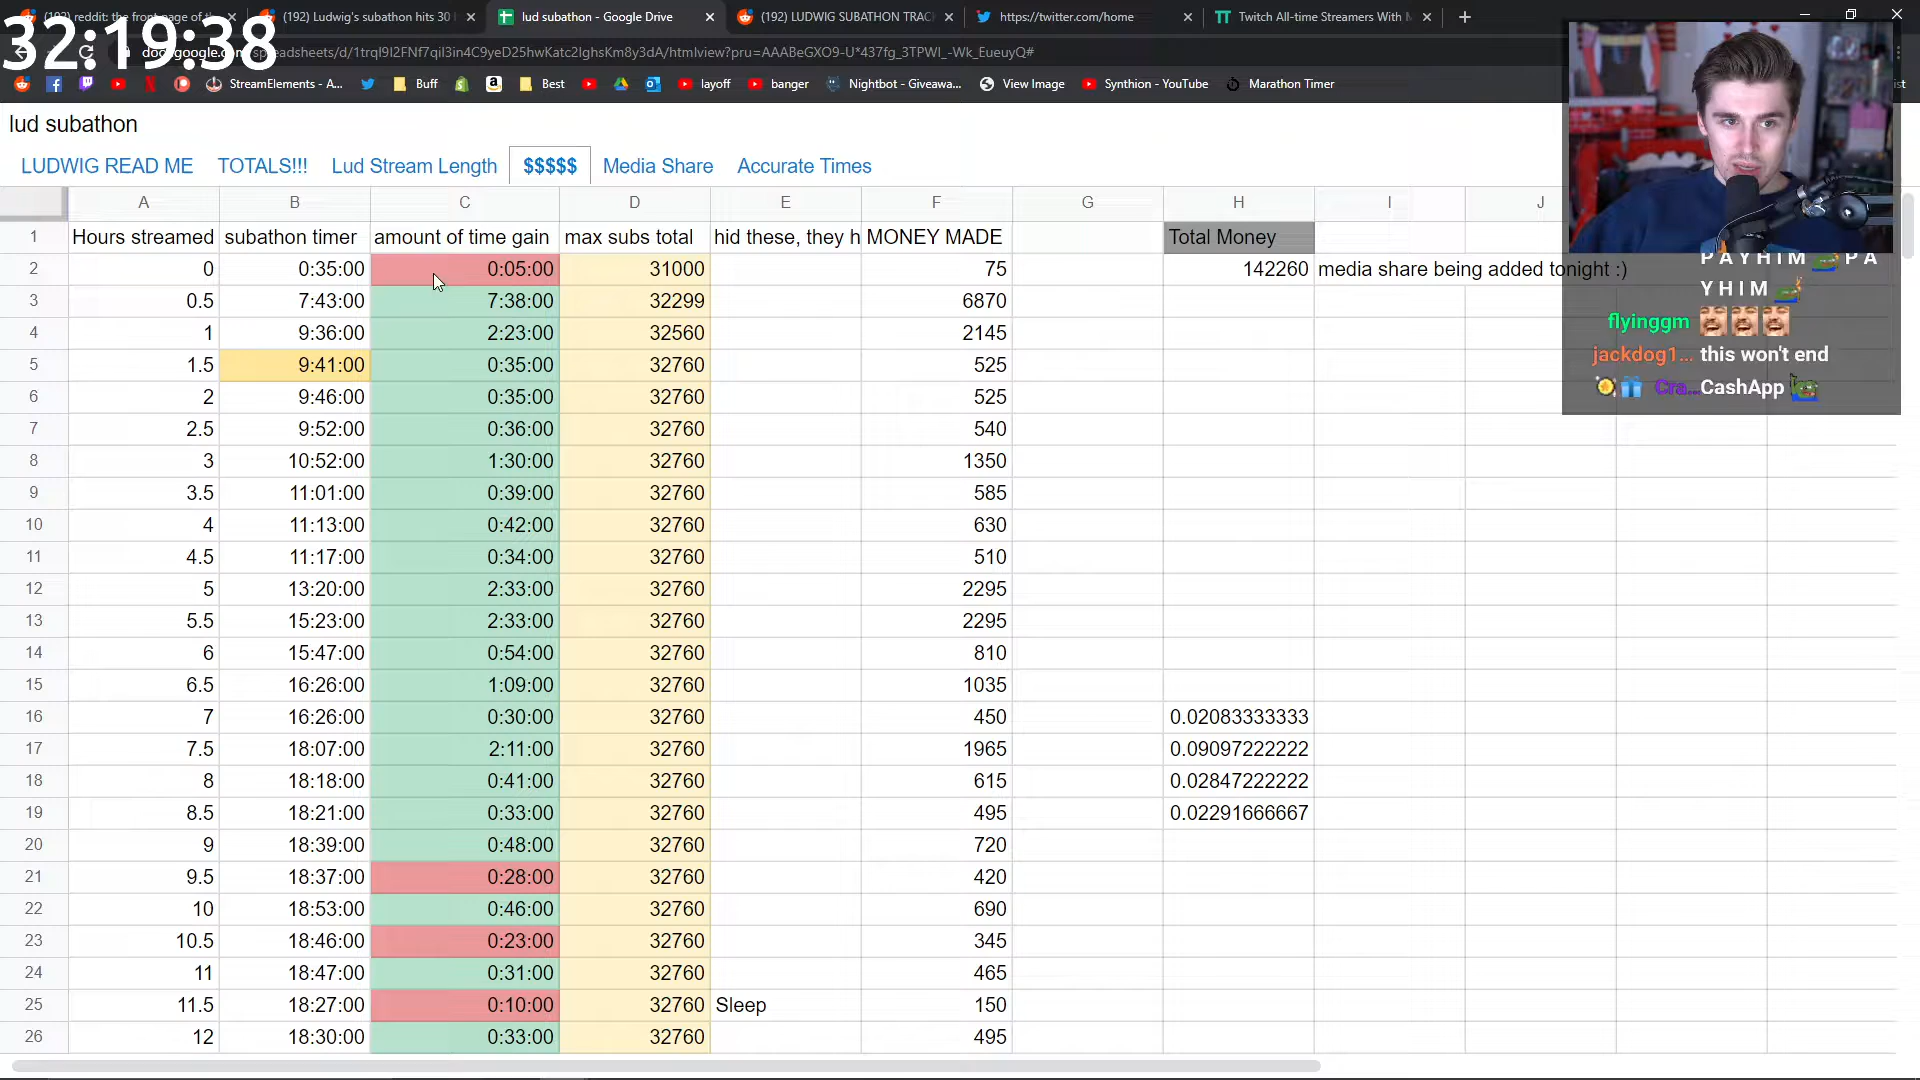 (192) reddit: the front page of th
(192) Ludwig's subathon hits 30
lud subathon - Google Drive
(192) LUDWIG SUBATHON TRAC
https://twitter.com/home
Twitch All-time Streamers With M
32:19:38
StreamElements - A...
Buff
Best
layoff
banger
Nightbot - Giveawa...
View Image
Synthion - YouTube
Marathon Timer
lud subathon
LUDWIG READ ME TOTALS!!! Lud Stream Length $$$$$ Media Share Accurate Times
A B C D E F G H I J
1 Hours streamed subathon timer amount of time gain max subs total hid these, they h MONEY MADE Total Money
2 0 0:35:00 0:05:00 31000 75 142260 media share being added tonight :)
3 0.5 7:43:00 7:38:00 32299 6870
4 1 9:36:00 2:23:00 32560 2145
5 1.5 9:41:00 0:35:00 32760 525
6 2 9:46:00 0:35:00 32760 525
7 2.5 9:52:00 0:36:00 32760 540
8 3 10:52:00 1:30:00 32760 1350
9 3.5 11:01:00 0:39:00 32760 585
10 4 11:13:00 0:42:00 32760 630
11 4.5 11:17:00 0:34:00 32760 510
12 5 13:20:00 2:33:00 32760 2295
13 5.5 15:23:00 2:33:00 32760 2295
14 6 15:47:00 0:54:00 32760 810
15 6.5 16:26:00 1:09:00 32760 1035
16 7 16:26:00 0:30:00 32760 450 0.02083333333
17 7.5 18:07:00 2:11:00 32760 1965 0.09097222222
18 8 18:18:00 0:41:00 32760 615 0.02847222222
19 8.5 18:21:00 0:33:00 32760 495 0.02291666667
20 9 18:39:00 0:48:00 32760 720
21 9.5 18:37:00 0:28:00 32760 420
22 10 18:53:00 0:46:00 32760 690
23 10.5 18:46:00 0:23:00 32760 345
24 11 18:47:00 0:31:00 32760 465
25 11.5 18:27:00 0:10:00 32760 Sleep 150
26 12 18:30:00 0:33:00 32760 495
P A Y H I M P A
Y H I M
flyinggm
jackdog1... this won't end
Cra... CashApp